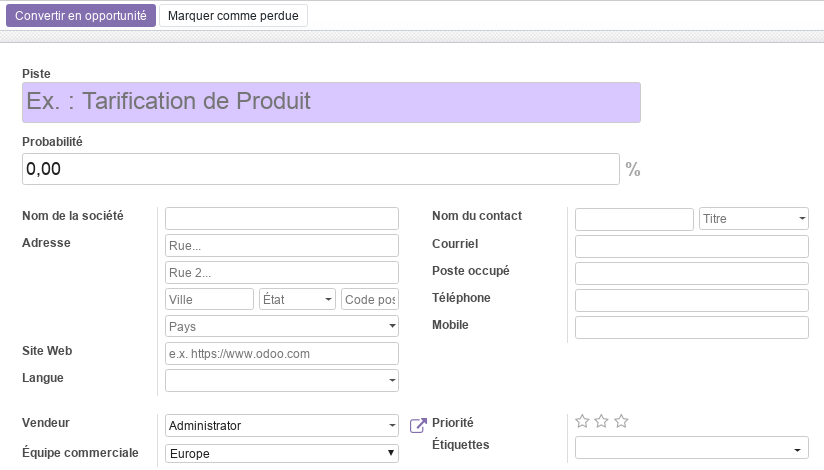 Convertir en opportunité Marquer comme perdue
Piste
Ex. : Tarification de Produit
Probabilité
0,00 %
Nom de la société
Adresse Rue...
Rue 2...
Ville État Code pos
Pays
Site Web e.x. https://www.odoo.com
Langue
Nom du contact Titre
Courriel
Poste occupé
Téléphone
Mobile
Vendeur Administrator
Équipe commerciale Europe
Priorité
Étiquettes